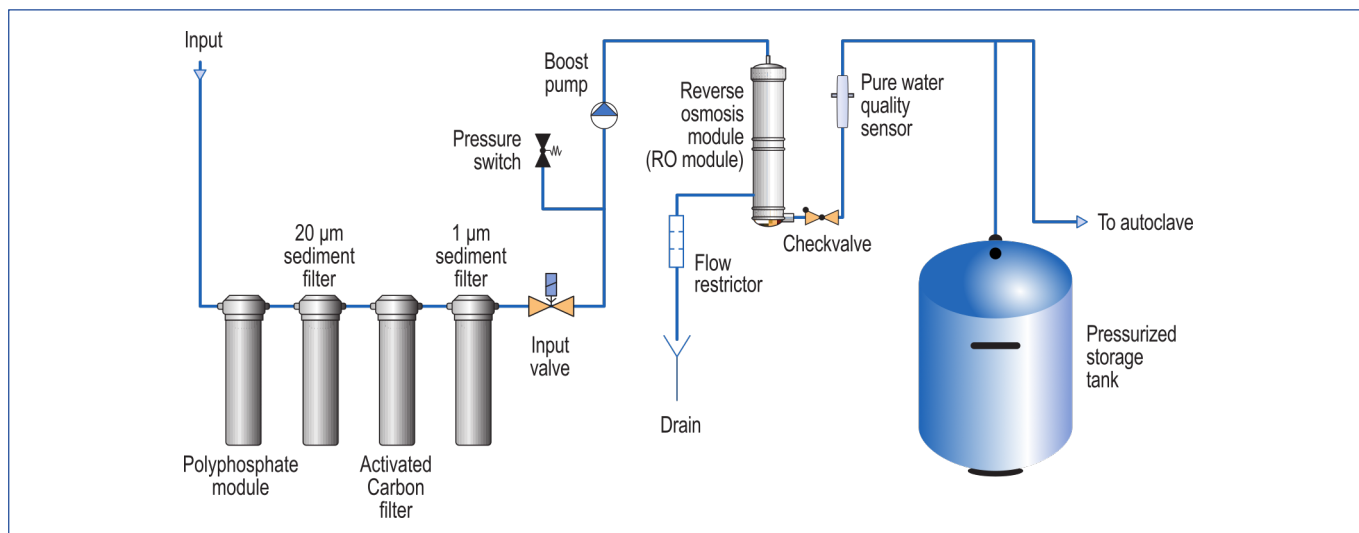 Input
Boost
pump
Pressure
switch
Reverse
osmosis
module
(RO module)
Pure water
quality
sensor
20 µm
sediment
filter
1 µm
sediment
filter
Flow
restrictor
Checkvalve
To autoclave
Input
valve
Pressurized
storage
tank
Drain
Polyphosphate
module
Activated
Carbon
filter